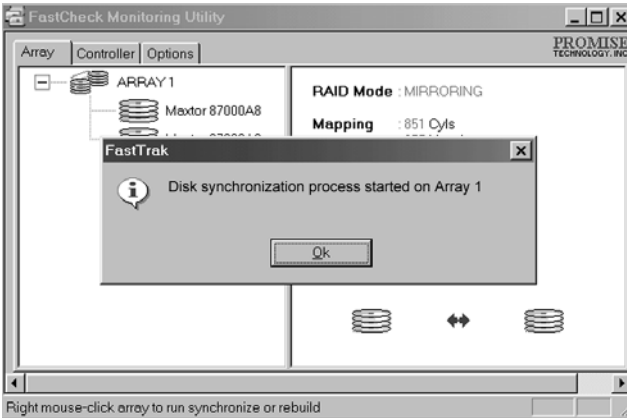 FastCheck Monitoring Utility
Array Controller Options
PROMISE
TECHNOLOGY, INC
ARRAY 1
RAID Mode : MIRRORING
Maxtor 87000A8
Mapping : 851 Cyls
FastTrak
Disk synchronization process started on Array 1
Ok
Right mouse-click array to run synchronize or rebuild